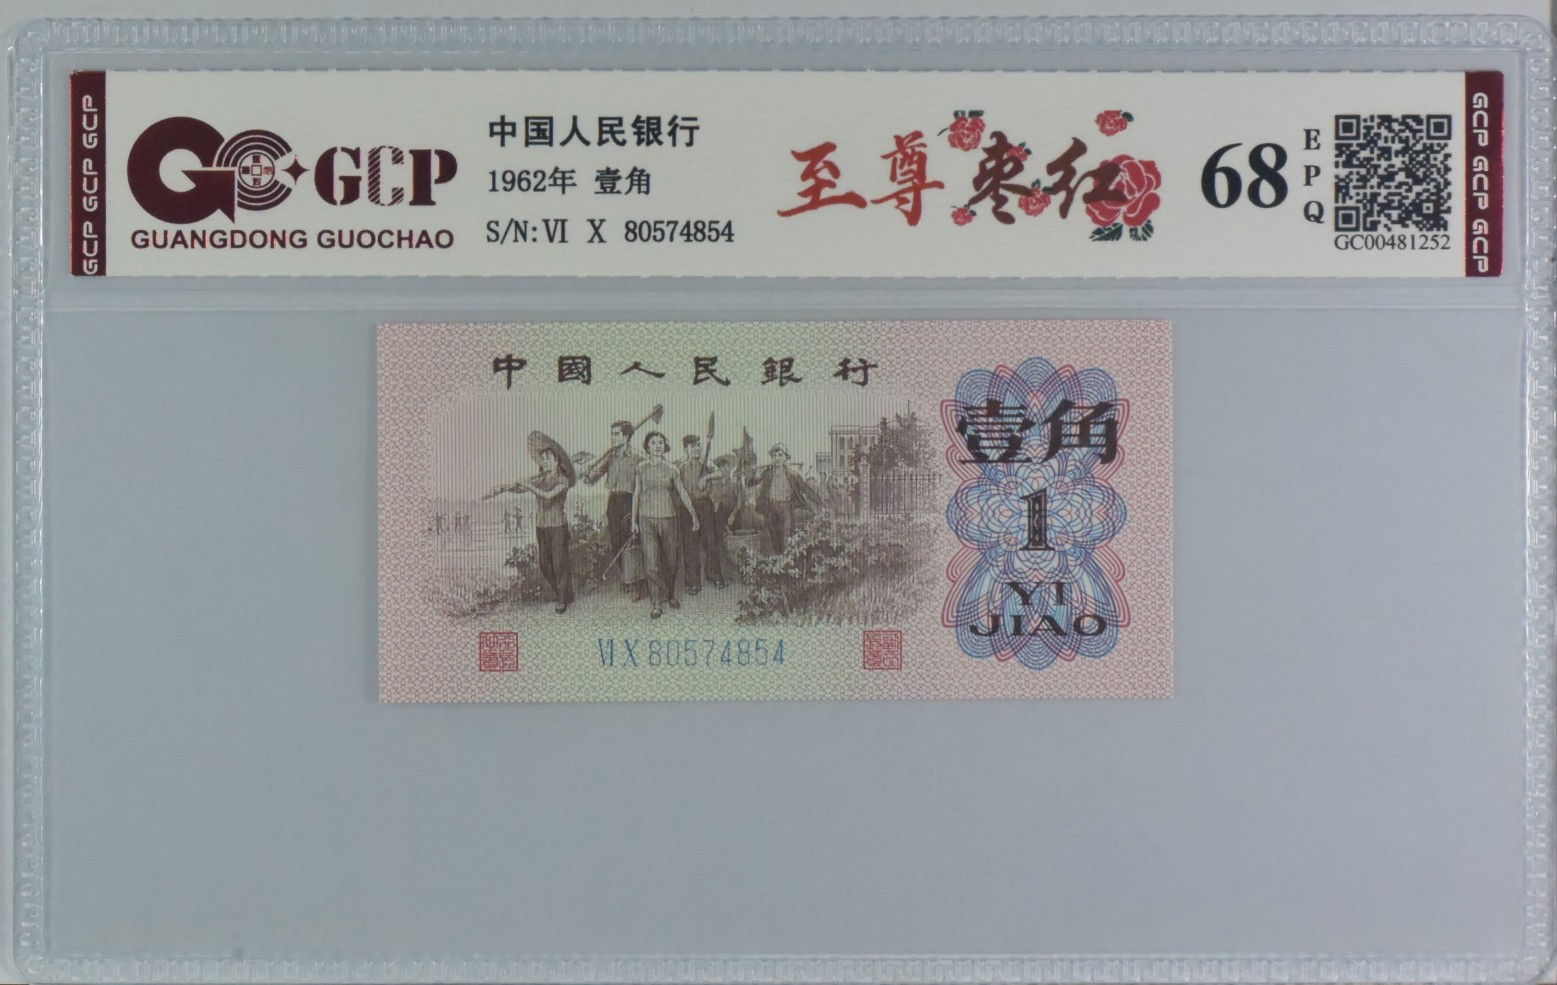 GCP GCP GCP
GCP
GUANGDONG GUOCHAO
中国人民银行
1962年 壹角
S/N: VI X 80574854
至尊枣红
68
EPQ
GC00481252
GCP GCP GCP
中國人民銀行
壹角
1
YI
JIAO
VI X 80574854